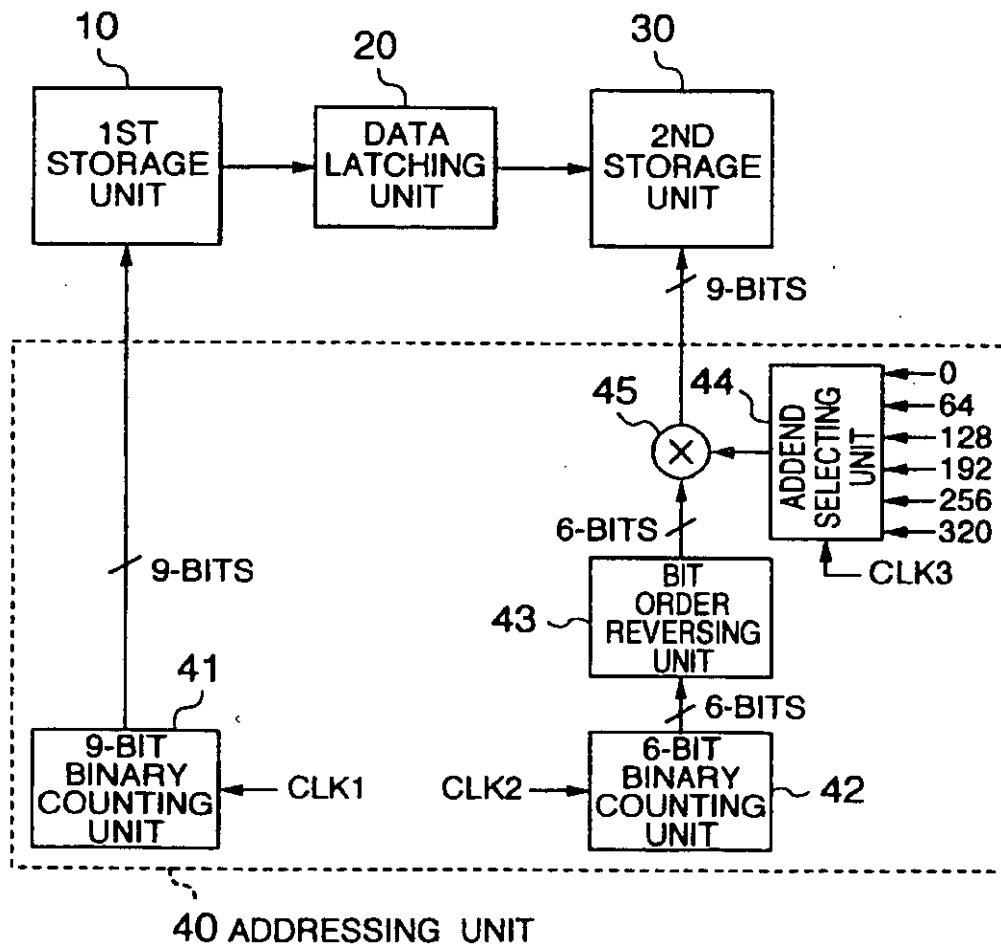 10
20
30
1ST
STORAGE
UNIT
DATA
LATCHING
UNIT
2ND
STORAGE
UNIT
9-BITS
45
44
ADDEND
SELECTING
UNIT
0
64
128
192
256
320
CLK3
6-BITS
9-BITS
43
BIT
ORDER
REVERSING
UNIT
6-BITS
41
9-BIT
BINARY
COUNTING
UNIT
CLK1
CLK2
6-BIT
BINARY
COUNTING
UNIT
42
40 ADDRESSING UNIT